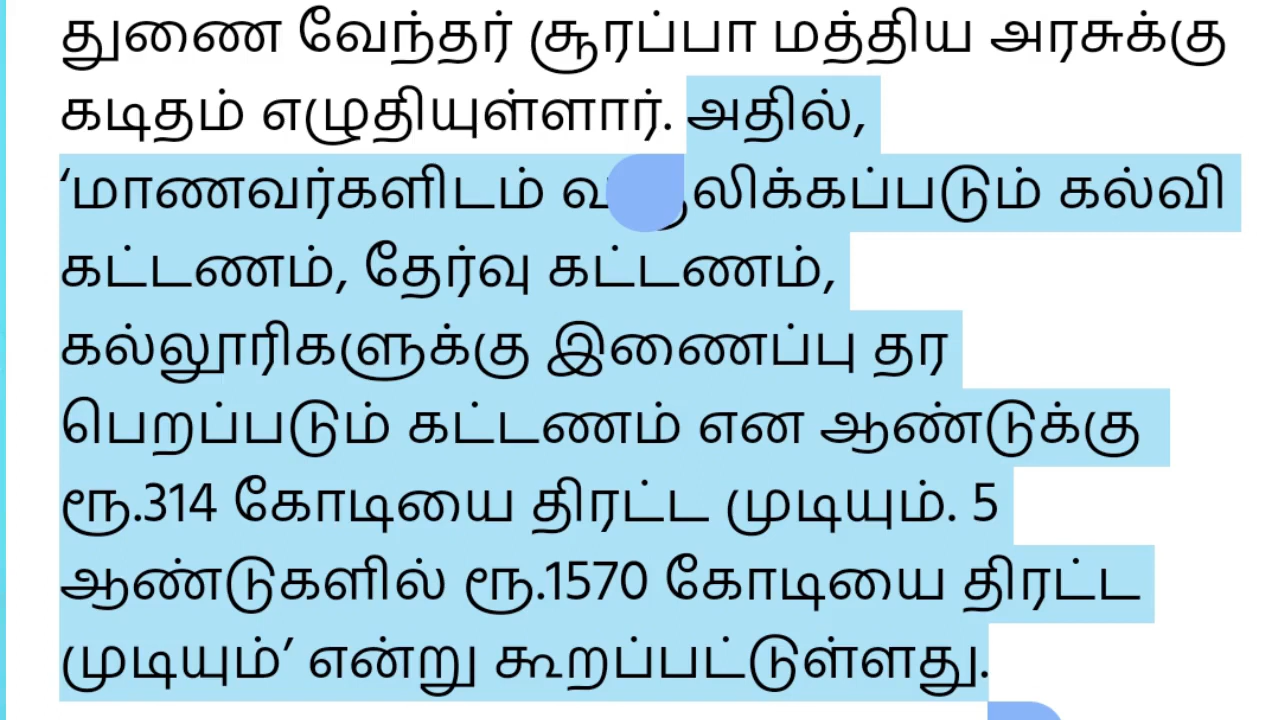 துணை வேந்தர் சூரப்பா மத்திய அரசுக்கு
கடிதம் எழுதியுள்ளார். அதில்,
‘மாணவர்களிடம் கல்வி
கட்டணம், தேர்வு கட்டணம்,
கல்லூரிகளுக்கு இணைப்பு தர
பெறப்படும் கட்டணம் என ஆண்டுக்கு
ரூ.314 கோடியை திரட்ட முடியும். 5
ஆண்டுகளில் ரூ.1570 கோடியை திரட்ட
முடியும்’ என்று கூறப்பட்டுள்ளது.